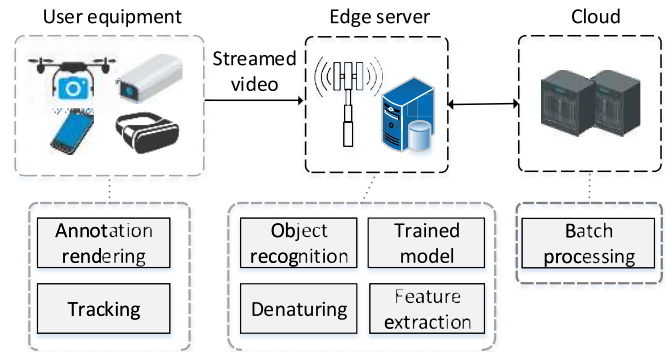 User equipment
Edge server
Cloud
Streamed
video
Annotation
rendering
Tracking
Object
recognition
Trained
model
Denaturing
Feature
extraction
Batch
processing